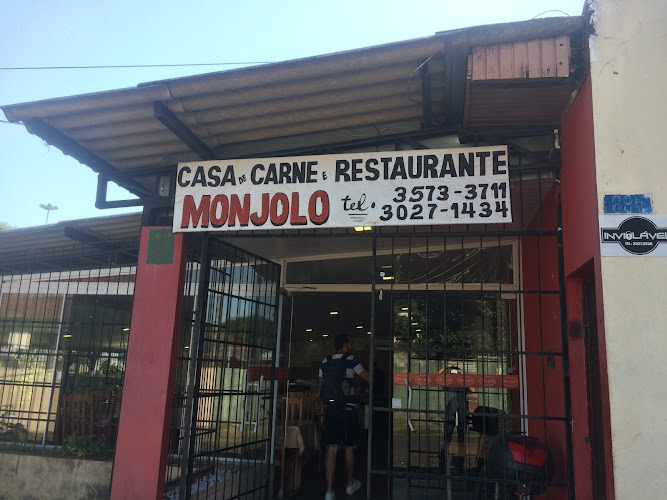 CASA DE CARNE E RESTAURANTE
MONJOLO tel. 3573-3711
3027-1434
INVIOLÁVEL